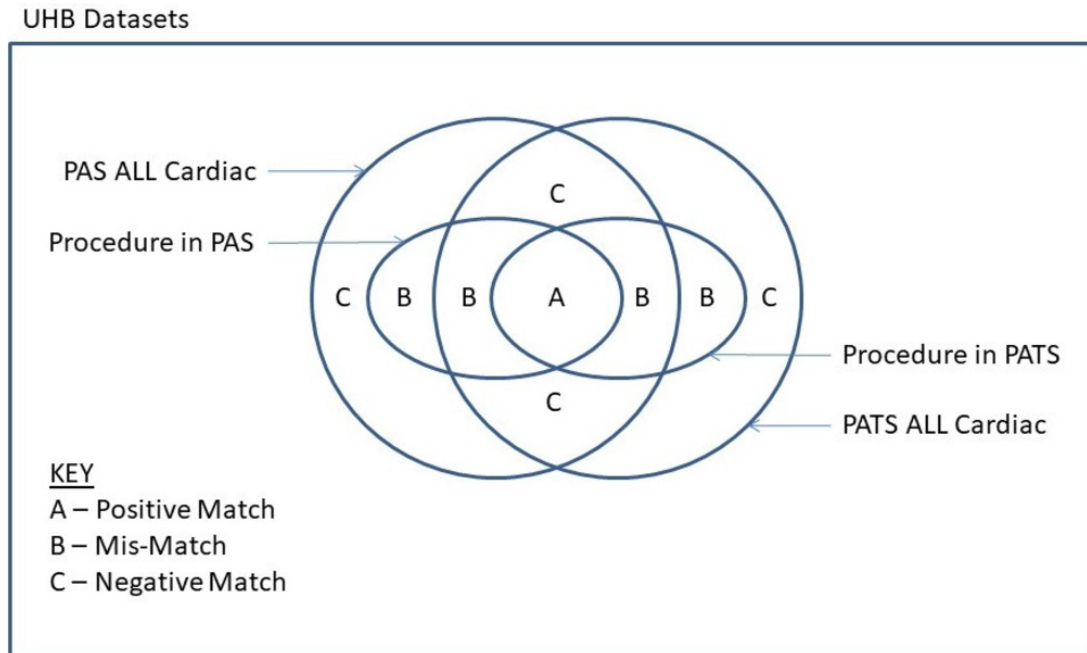 UHB Datasets
PAS ALL Cardiac
C
Procedure in PAS
C B B A B B C
Procedure in PATS
C
PATS ALL Cardiac
KEY
A – Positive Match
B – Mis-Match
C – Negative Match